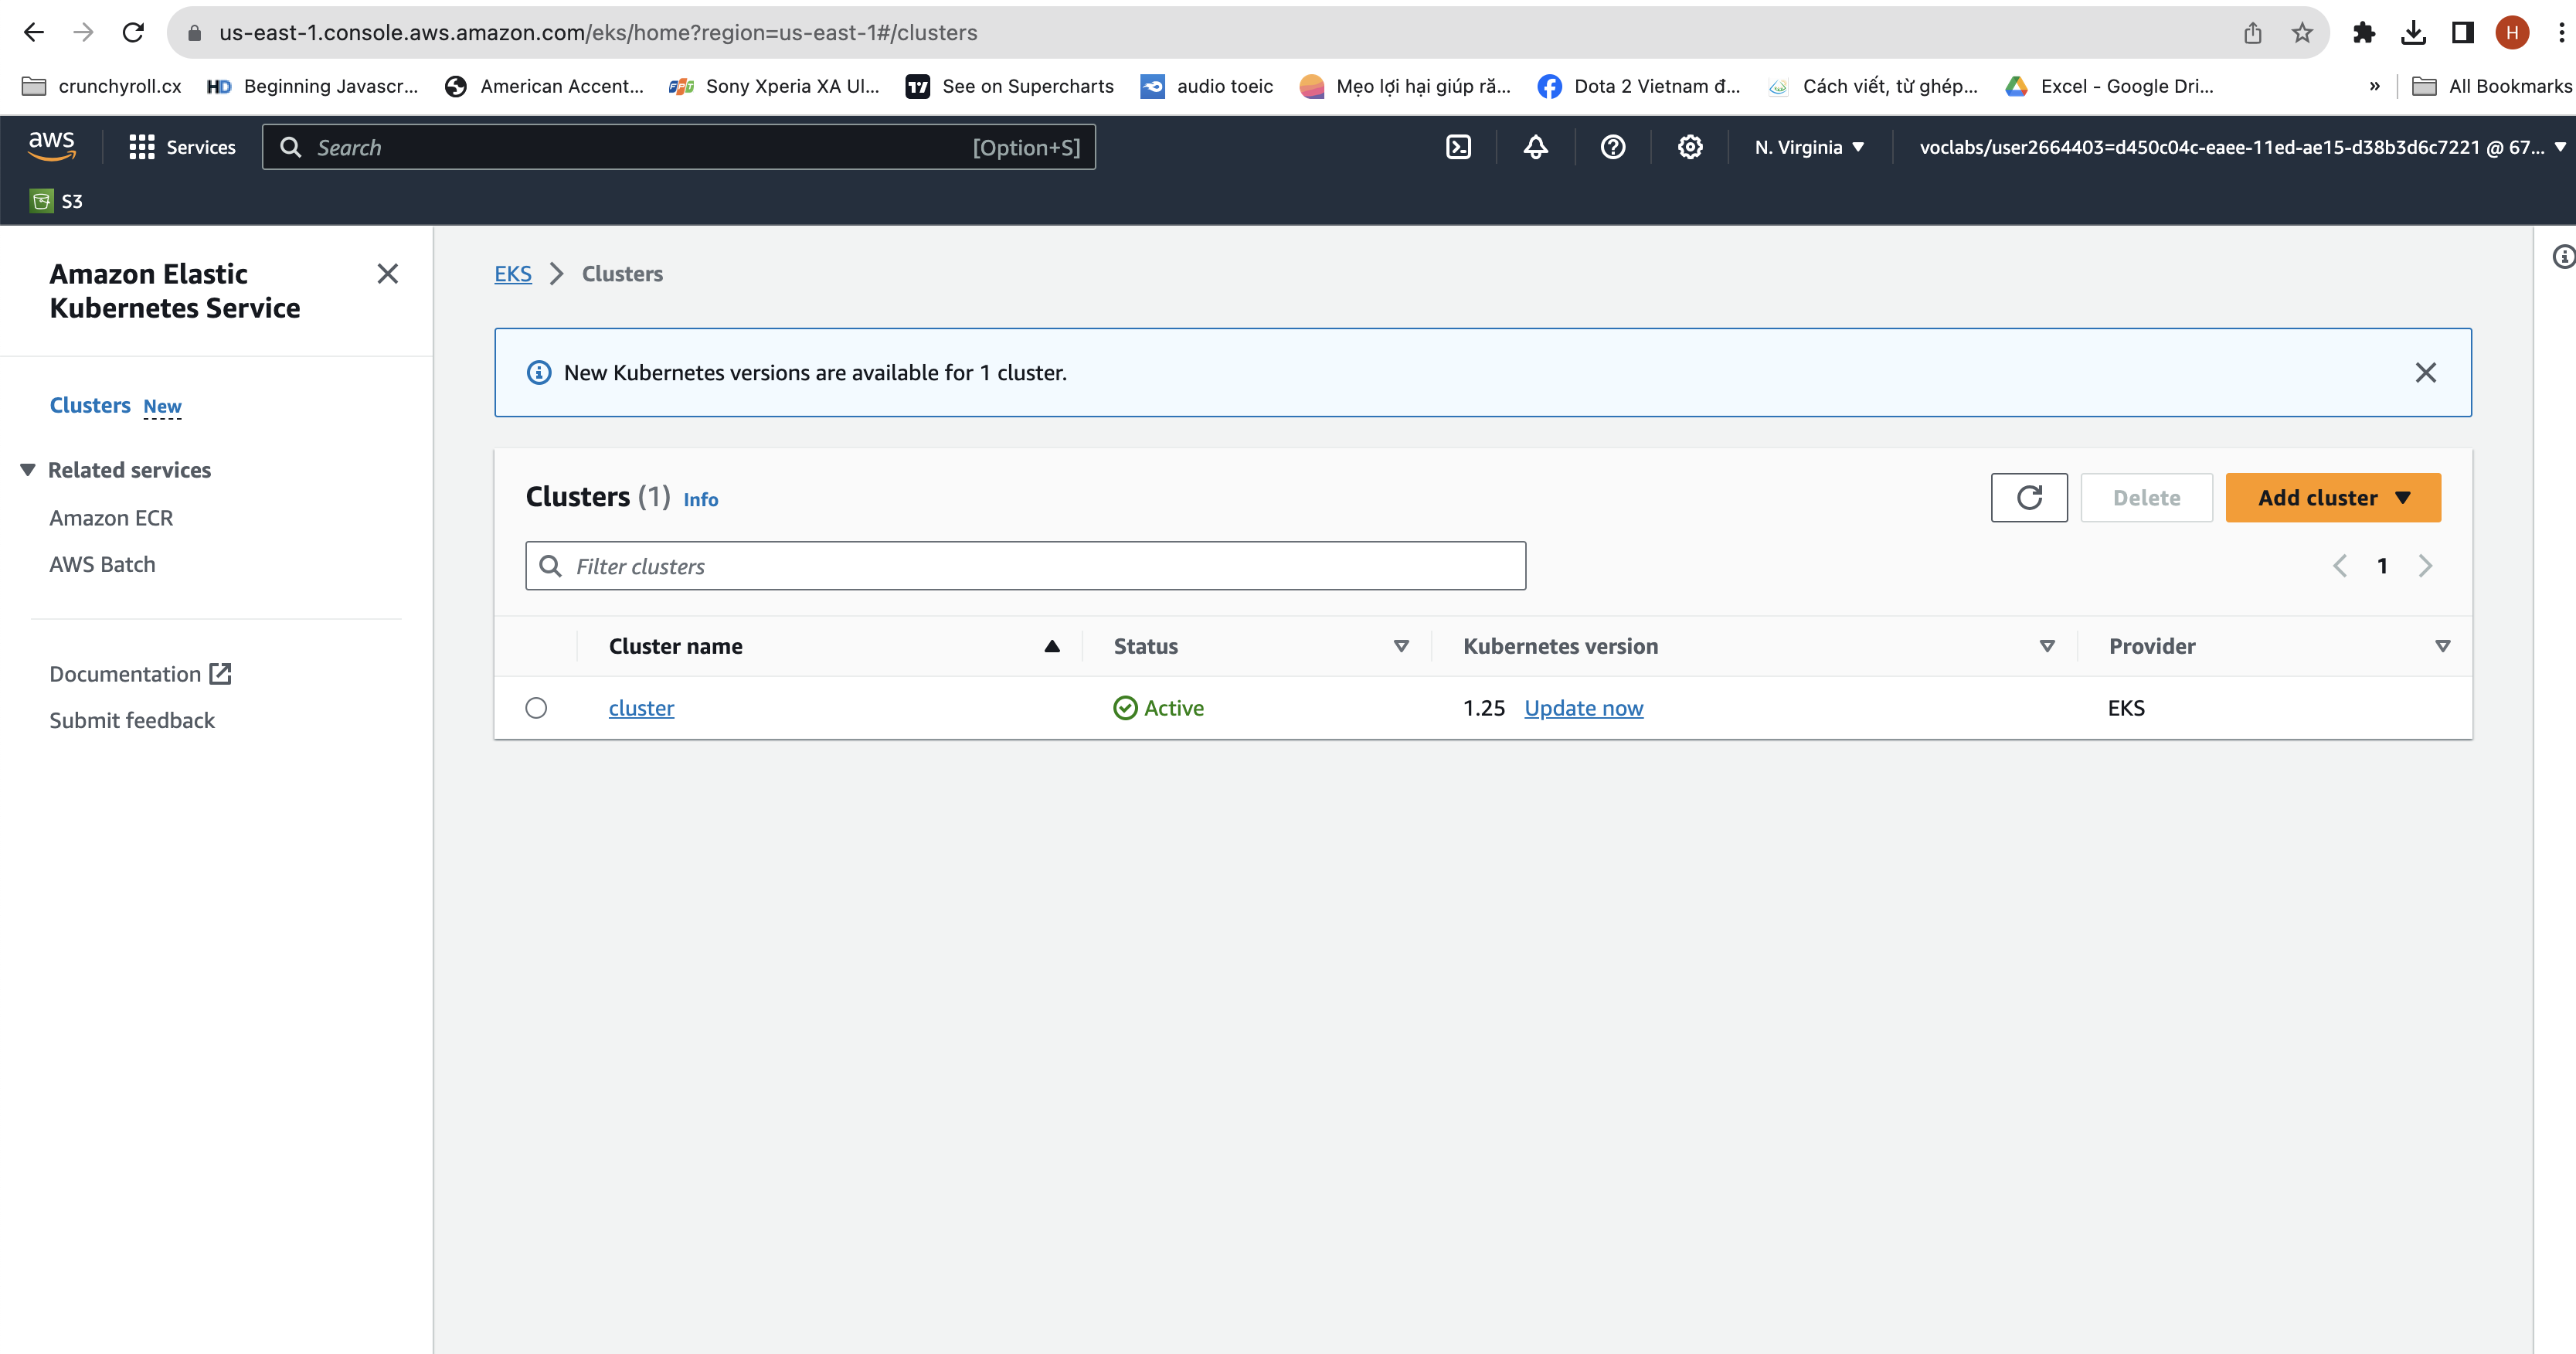 us-east-1.console.aws.amazon.com/eks/home?region=us-east-1#/clusters
H
crunchyroll.cx
HD Beginning Javascr...
American Accent...
FPT Sony Xperia XA Ul...
See on Supercharts
audio toeic
Mẹo lợi hại giúp ră...
Dota 2 Vietnam đ...
Cách viết, từ ghép...
Excel - Google Dri...
»
All Bookmarks
aws
Services
Search
[Option+S]
N. Virginia
voclabs/user2664403=d450c04c-eaee-11ed-ae15-d38b3d6c7221 @ 67...
S3
Amazon Elastic
Kubernetes Service
Clusters New
Related services
Amazon ECR
AWS Batch
Documentation
Submit feedback
EKS > Clusters
New Kubernetes versions are available for 1 cluster.
Clusters (1) Info
Delete
Add cluster
Filter clusters
1
Cluster name Status Kubernetes version Provider
cluster Active 1.25 Update now EKS